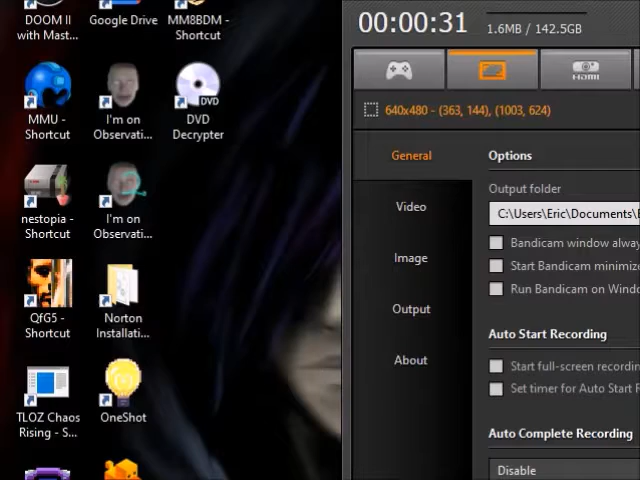 DOOM II
with Mast...
Google Drive
MM8BDM -
Shortcut
MMU -
Shortcut
I'm on
Observati...
DVD
DVD
Decrypter
nestopia -
Shortcut
I'm on
Observati...
QfG5 -
Shortcut
Norton
Installati...
TLOZ Chaos
Rising - S...
OneShot
00:00:31
1.6MB / 142.5GB
HDMI
640x480 - (363, 144), (1003, 624)
General
Video
Image
Output
About
Options
Output folder
C:\Users\Eric\Documents\
Bandicam window alway
Start Bandicam minimize
Run Bandicam on Windo
Auto Start Recording
Start full-screen recordin
Set timer for Auto Start R
Auto Complete Recording
Disable